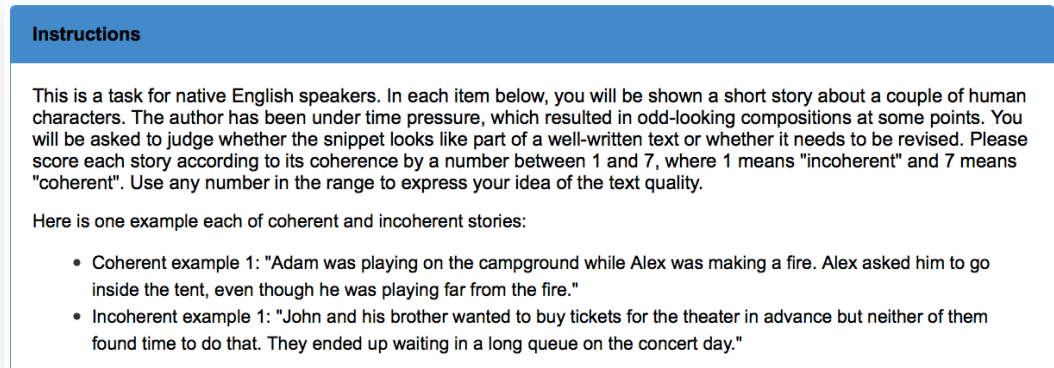 Instructions
This is a task for native English speakers. In each item below, you will be shown a short story about a couple of human
characters. The author has been under time pressure, which resulted in odd-looking compositions at some points. You
will be asked to judge whether the snippet looks like part of a well-written text or whether it needs to be revised. Please
score each story according to its coherence by a number between 1 and 7, where 1 means "incoherent" and 7 means
"coherent". Use any number in the range to express your idea of the text quality.
Here is one example each of coherent and incoherent stories:
• Coherent example 1: "Adam was playing on the campground while Alex was making a fire. Alex asked him to go
inside the tent, even though he was playing far from the fire."
• Incoherent example 1: "John and his brother wanted to buy tickets for the theater in advance but neither of them
found time to do that. They ended up waiting in a long queue on the concert day."